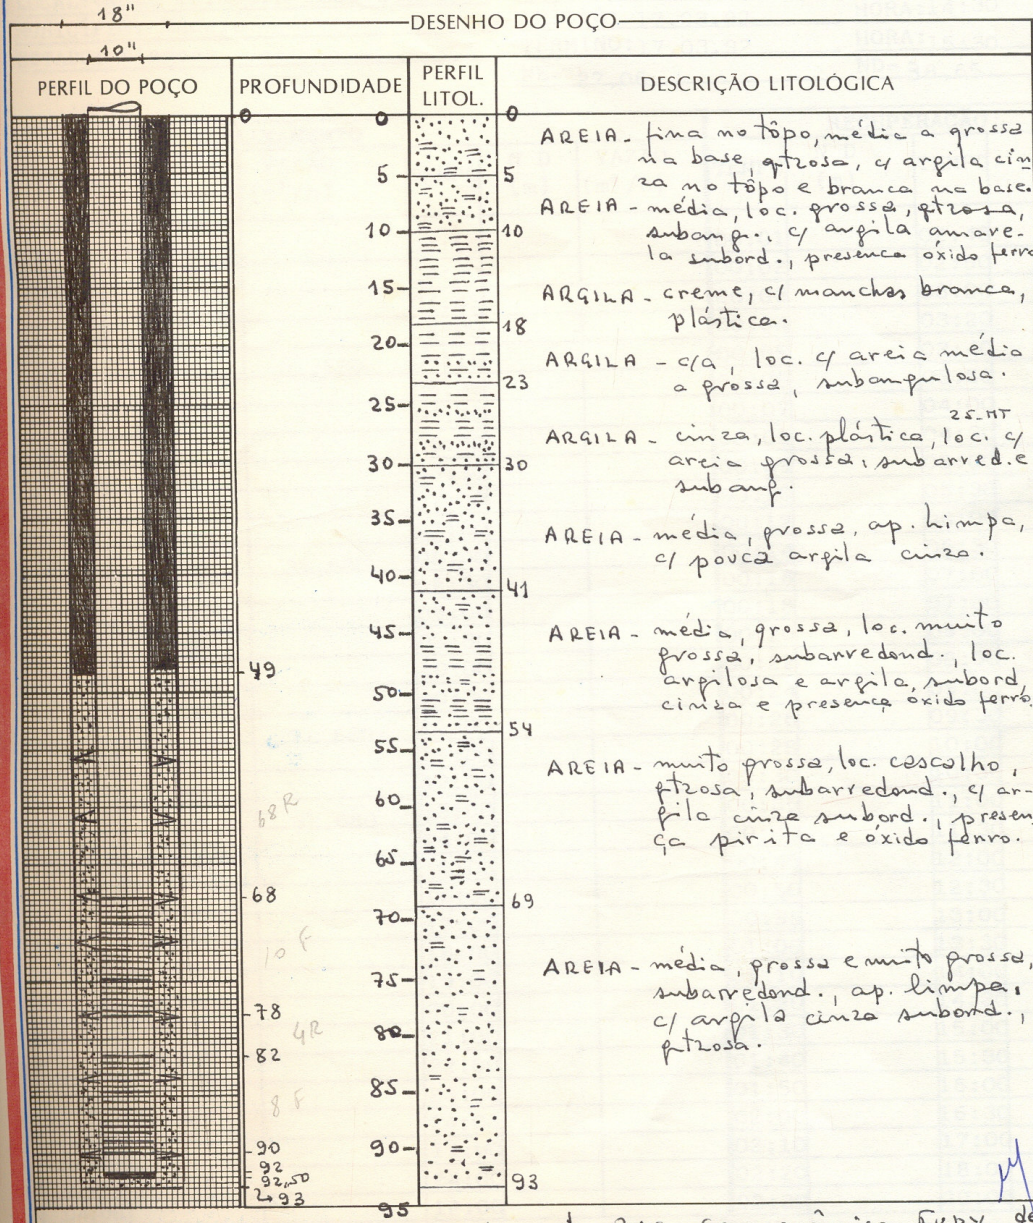 18"
DESENHO DO POÇO
10"
PERFIL DO POÇO
PROFUNDIDADE
PERFIL
LITOL.
DESCRIÇÃO LITOLÓGICA
0
0
0
AREIA - fina no tôpo, média a grossa
na base, qtzosa, c/ argila cin
za no tôpo e branca na base.
5
5
AREIA - média, loc. grossa, qtzosa,
subang., c/ argila amare-
la subord., presença óxido ferro
10
10
ARGILA - creme, c/ manchas branca,
plástica.
15
18
20
ARGILA - c/a, loc. c/ areia média
a grossa, subangulosa.
23
25
25-MT
ARGILA - cinza, loc. plástica, loc. c/
areia grossa, subarred. e
subang.
30
30
AREIA - média, grossa, ap. limpa,
c/ pouca argila cinza.
35
40
41
AREIA - média, grossa, loc. muito
grossa, subarredond., loc.
argilosa e argila, subord,
cinza e presença óxido ferro.
45
49
50
54
55
AREIA - muito grossa, loc. cascalho,
qtzosa, subarredond., c/ ar-
gila cinza subord., presen
ça pirita e óxido ferro.
60
68 R
65
68
69
70
10 F
AREIA - média, grossa e muito grossa,
subarredond., ap. limpa,
c/ argila cinza subord.,
qtzosa.
75
78
80
4R
82
85
8 F
90
90
92
92,50
93
93
95